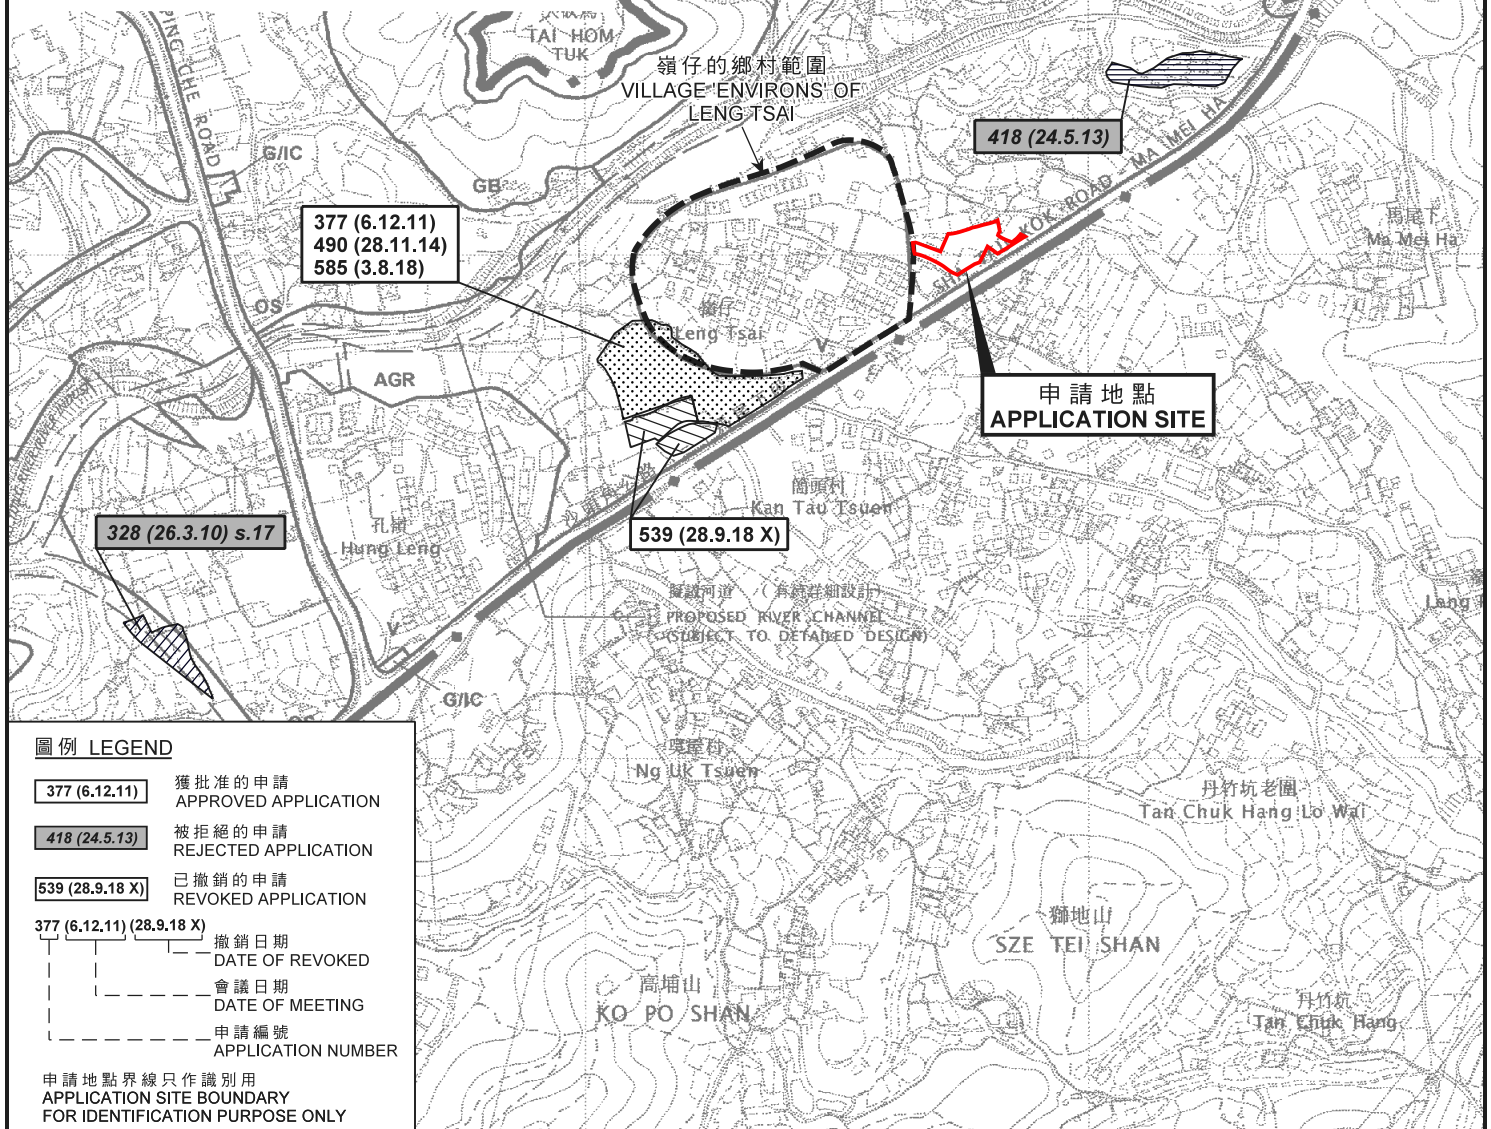 TAI HOM
TUK
嶺仔的鄉村範圍
VILLAGE 'ENVIRONS' OF
LENG TSAI
PING CHE ROAD
G/IC
GB
418 (24.5.13)
MA MEI HA
馬尾下
Ma Mei Ha
377 (6.12.11)
490 (28.11.14)
585 (3.8.18)
SHA TAU KOK ROAD
OS
嶺仔
Leng Tsai
V
AGR
申請地點
APPLICATION SITE
沙頭角公路
簡頭村
Kan Tau Tsuen
328 (26.3.10) s.17
孔嶺
Hung Leng
539 (28.9.18 X)
擬議河道 (有待詳細設計)
PROPOSED RIVER CHANNEL
(SUBJECT TO DETAILED DESIGN)
Leng
V
G/IC
吳屋村
Ng Uk Tsuen
丹竹坑老圍
Tan Chuk Hang Lo Wai
獅地山
SZE TEI SHAN
高埔山
KO PO SHAN
丹竹坑
Tan Chuk Hang
圖例 LEGEND
377 (6.12.11)
獲批准的申請
APPROVED APPLICATION
418 (24.5.13)
被拒絕的申請
REJECTED APPLICATION
539 (28.9.18 X)
已撤銷的申請
REVOKED APPLICATION
377 (6.12.11) (28.9.18 X)
撤銷日期
DATE OF REVOKED
會議日期
DATE OF MEETING
申請編號
APPLICATION NUMBER
申請地點界線只作識別用
APPLICATION SITE BOUNDARY
FOR IDENTIFICATION PURPOSE ONLY